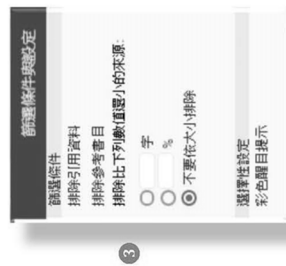 篩選條件與設定
篩選條件
排除引用資料
排除參考書目
排除比下列數值還小的來源:
字
%
不要依大小排除
選擇性設定
彩色醒目提示
3